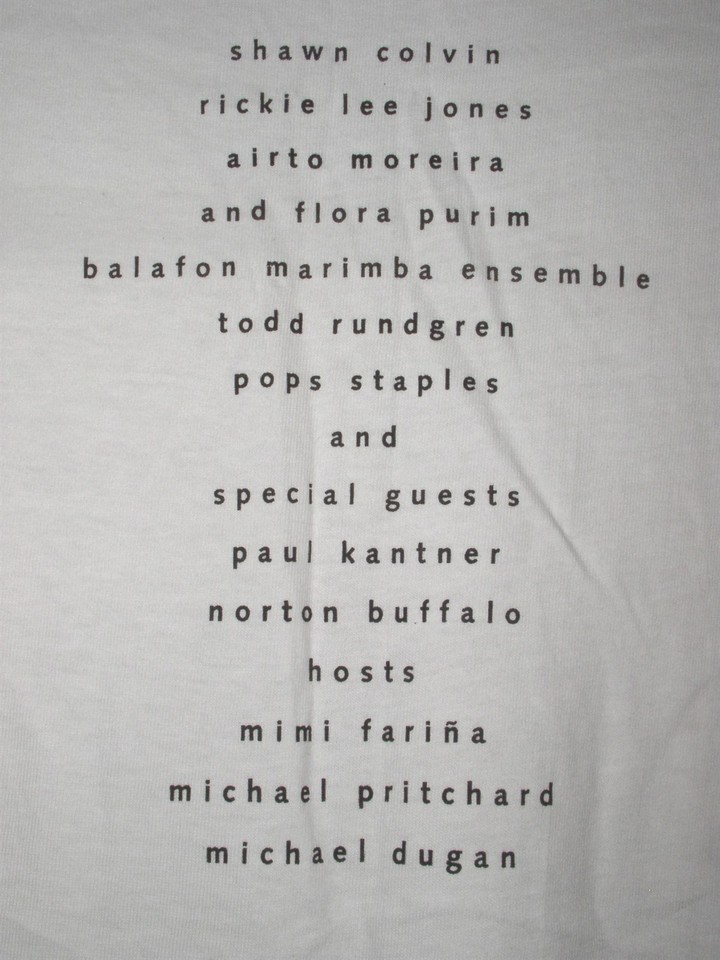 shawn colvin
rickie lee jones
airto moreira
and flora purim
balafon marimba ensemble
todd rundgren
pops staples
and
special guests
paul kantner
norton buffalo
hosts
mimi fariña
michael pritchard
michael dugan